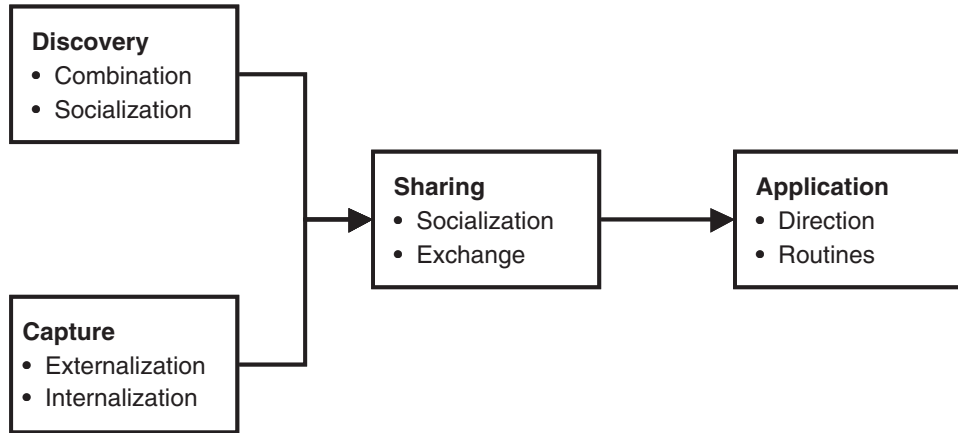 Discovery
• Combination
• Socialization
Capture
• Externalization
• Internalization
Sharing
• Socialization
• Exchange
Application
• Direction
• Routines